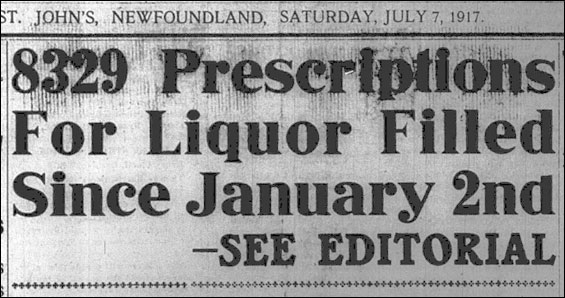 ST. JOHN'S, NEWFOUNDLAND, SATURDAY, JULY 7, 1917.
8329 Prescriptions
For Liquor Filled
Since January 2nd
—SEE EDITORIAL